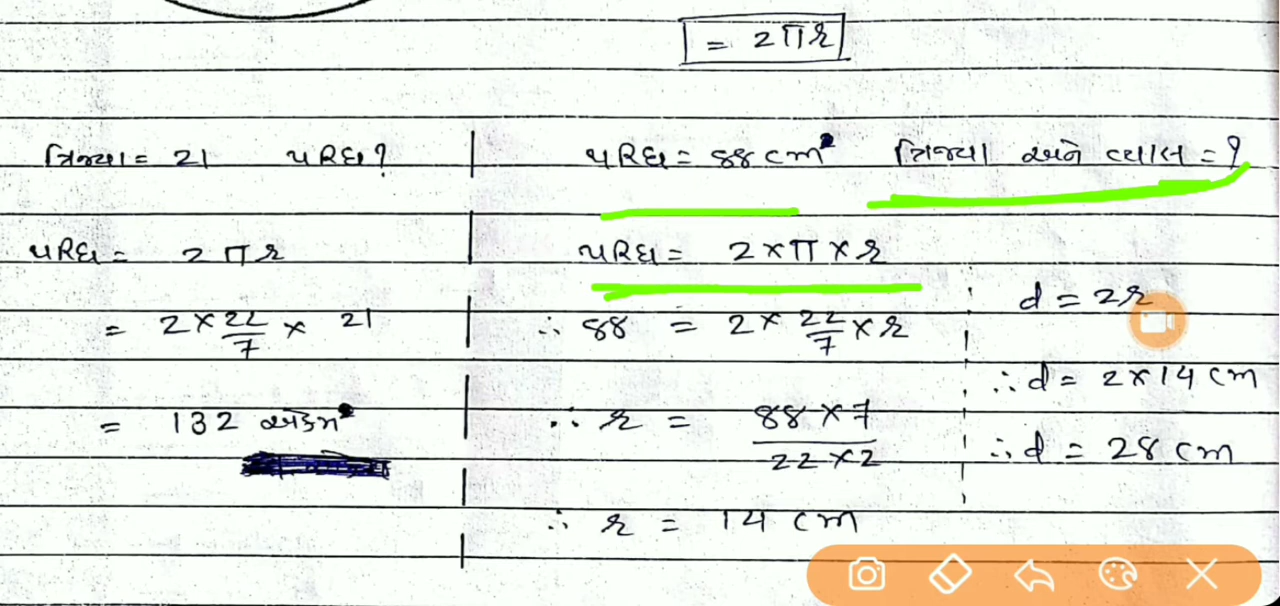 = 2πr
ત્રિજ્યા = 21 પરિઘ ?
પરિઘ = 2 π r
= 2 × 22/7 × 21
= 132 એકમ
પરિઘ = 88 cm ત્રિજ્યા અને વ્યાસ = ?
પરિઘ = 2 × π × r
∴ 88 = 2 × 22/7 × r
∴ r = 88 × 7 / 22 × 2
∴ r = 14 cm
d = 2r
∴ d = 2 × 14 cm
∴ d = 28 cm